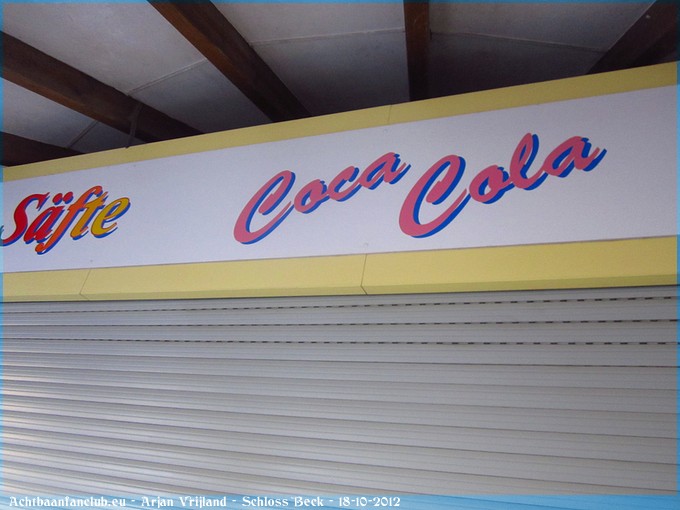 Säfte Coca Cola
Achtbaanfanclub.eu - Arjan Vrijland - Schloss Beck - 18-10-2012